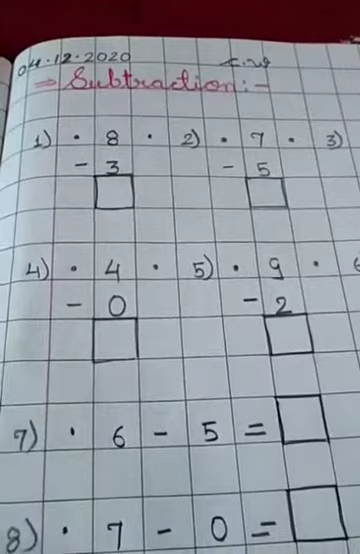 04.12.2020 C.W
⇒ Subtraction:-
1) · 8 · 2) · 7 · 3)
- 3 - 5
4) · 4 · 5) · 9 · 6
- 0 - 2
7) · 6 - 5 =
8) · 7 - 0 =